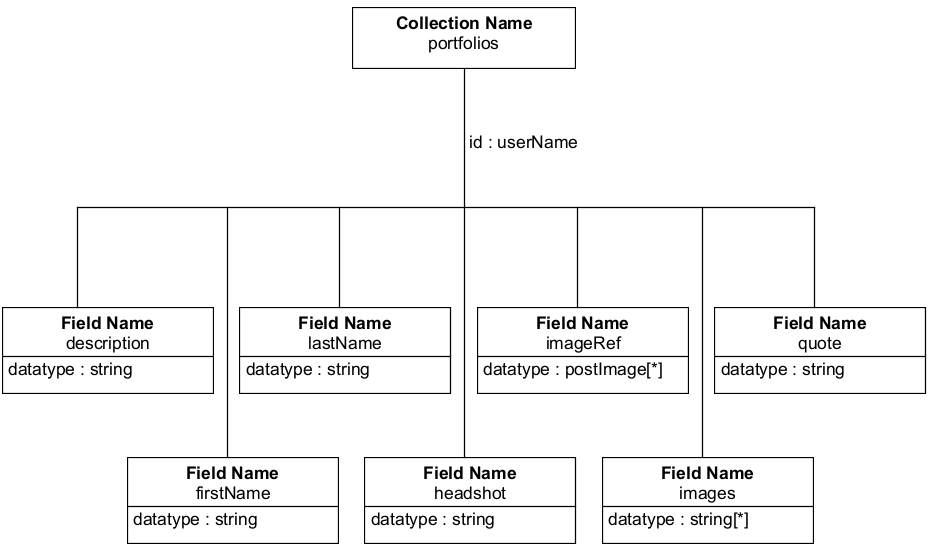 Collection Name
portfolios
id : userName
Field Name
description
datatype : string
Field Name
lastName
datatype : string
Field Name
imageRef
datatype : postImage[*]
Field Name
quote
datatype : string
Field Name
firstName
datatype : string
Field Name
headshot
datatype : string
Field Name
images
datatype : string[*]